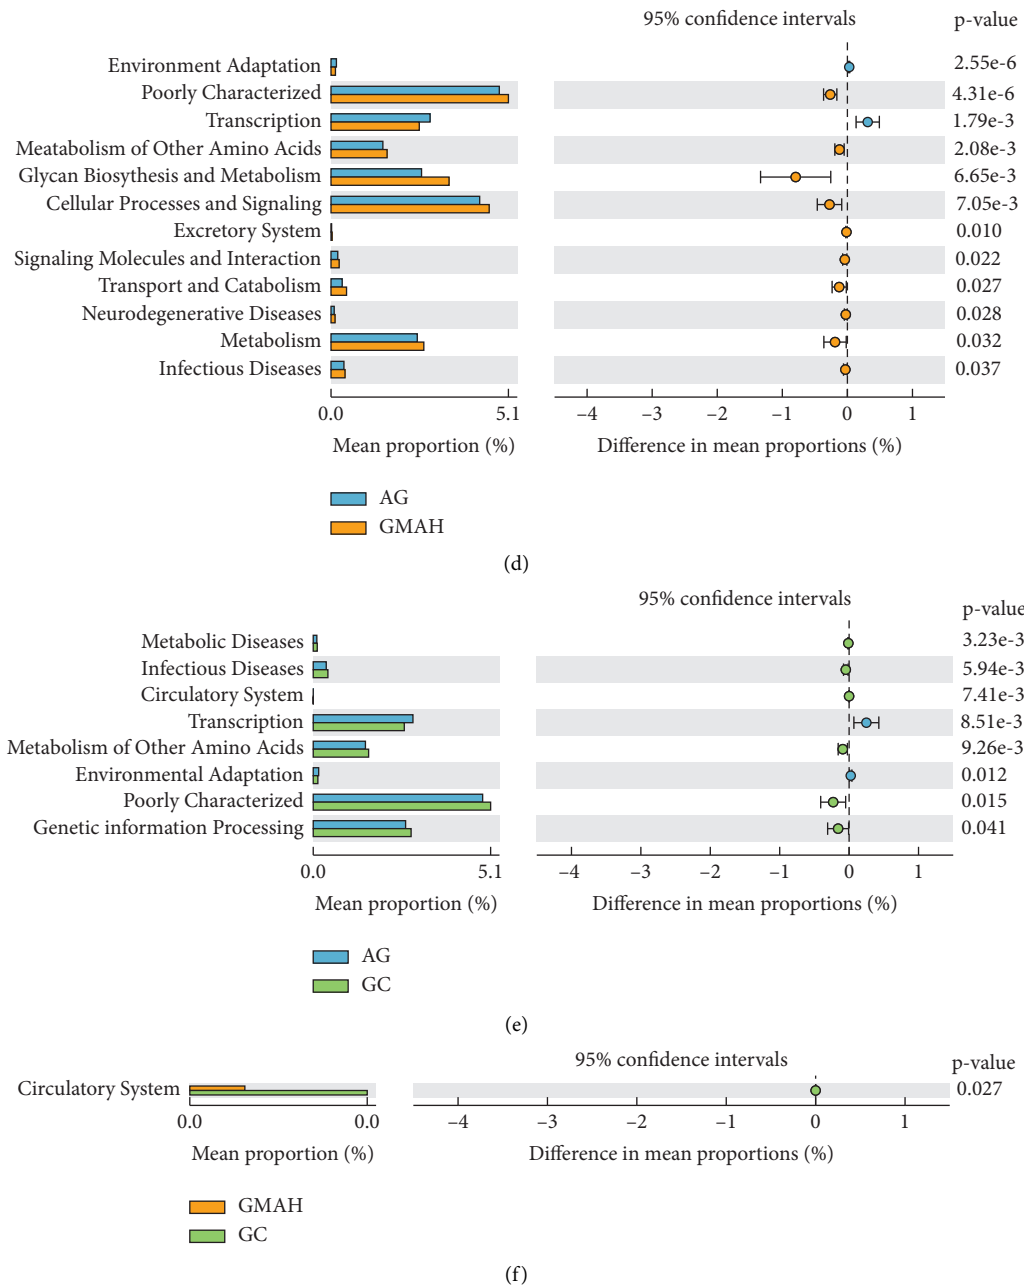 95% confidence intervals p-value
Environment Adaptation 2.55e-6
Poorly Characterized 4.31e-6
Transcription 1.79e-3
Meatabolism of Other Amino Acids 2.08e-3
Glycan Biosythesis and Metabolism 6.65e-3
Cellular Processes and Signaling 7.05e-3
Excretory System 0.010
Signaling Molecules and Interaction 0.022
Transport and Catabolism 0.027
Neurodegenerative Diseases 0.028
Metabolism 0.032
Infectious Diseases 0.037
0.0 5.1 −4 −3 −2 −1 0 1
Mean proportion (%) Difference in mean proportions (%)
AG
GMAH
(d)
95% confidence intervals
p-value
Metabolic Diseases 3.23e-3
Infectious Diseases 5.94e-3
Circulatory System 7.41e-3
Transcription 8.51e-3
Metabolism of Other Amino Acids 9.26e-3
Environmental Adaptation 0.012
Poorly Characterized 0.015
Genetic information Processing 0.041
0.0 5.1 −4 −3 −2 −1 0 1
Mean proportion (%) Difference in mean proportions (%)
AG
GC
(e)
95% confidence intervals p-value
Circulatory System 0.027
0.0 0.0 −4 −3 −2 −1 0 1
Mean proportion (%) Difference in mean proportions (%)
GMAH
GC
(f)